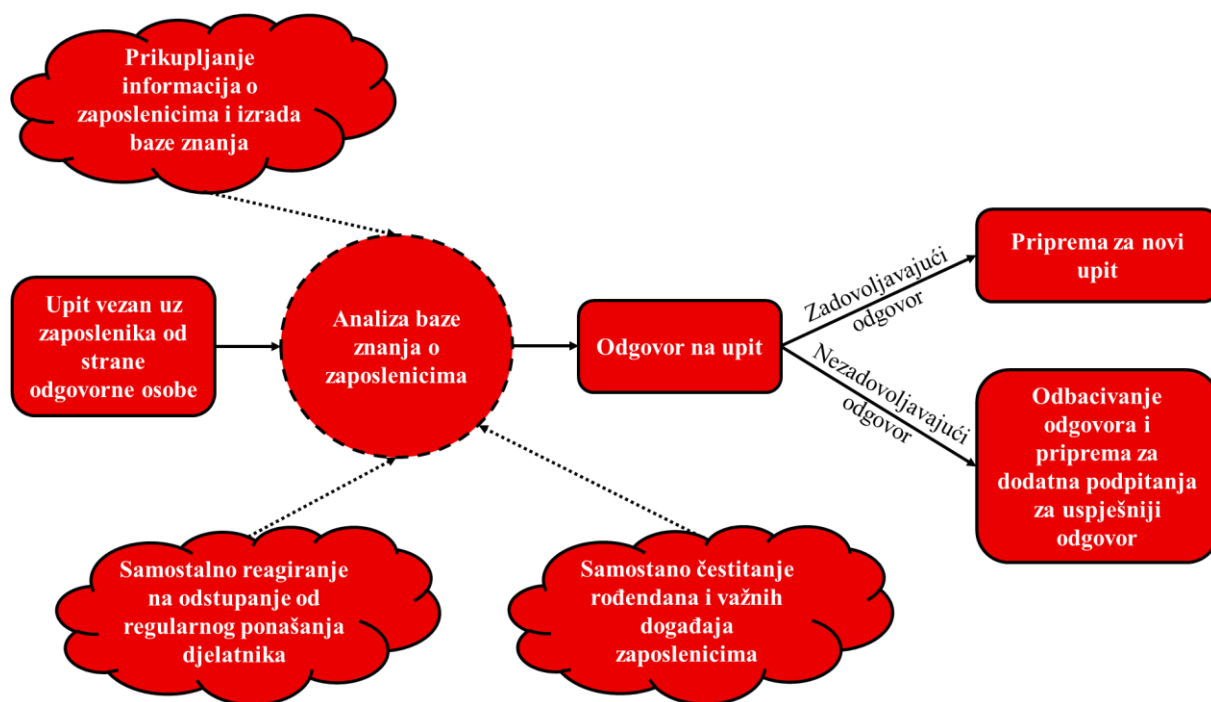 Prikupljanje
informacija o
zaposlenicima i izrada
baze znanja
Upit vezan uz
zaposlenika od
strane
odgovorne osobe
Analiza baze
znanja o
zaposlenicima
Odgovor na upit
Zadovoljavajući
odgovor
Nezadovoljavajući
odgovor
Priprema za novi
upit
Odbacivanje
odgovora i
priprema za
dodatna podpitanja
za uspješniji
odgovor
Samostalno reagiranje
na odstupanje od
regularnog ponašanja
djelatnika
Samostano čestitanje
rođendana i važnih
događaja
zaposlenicima